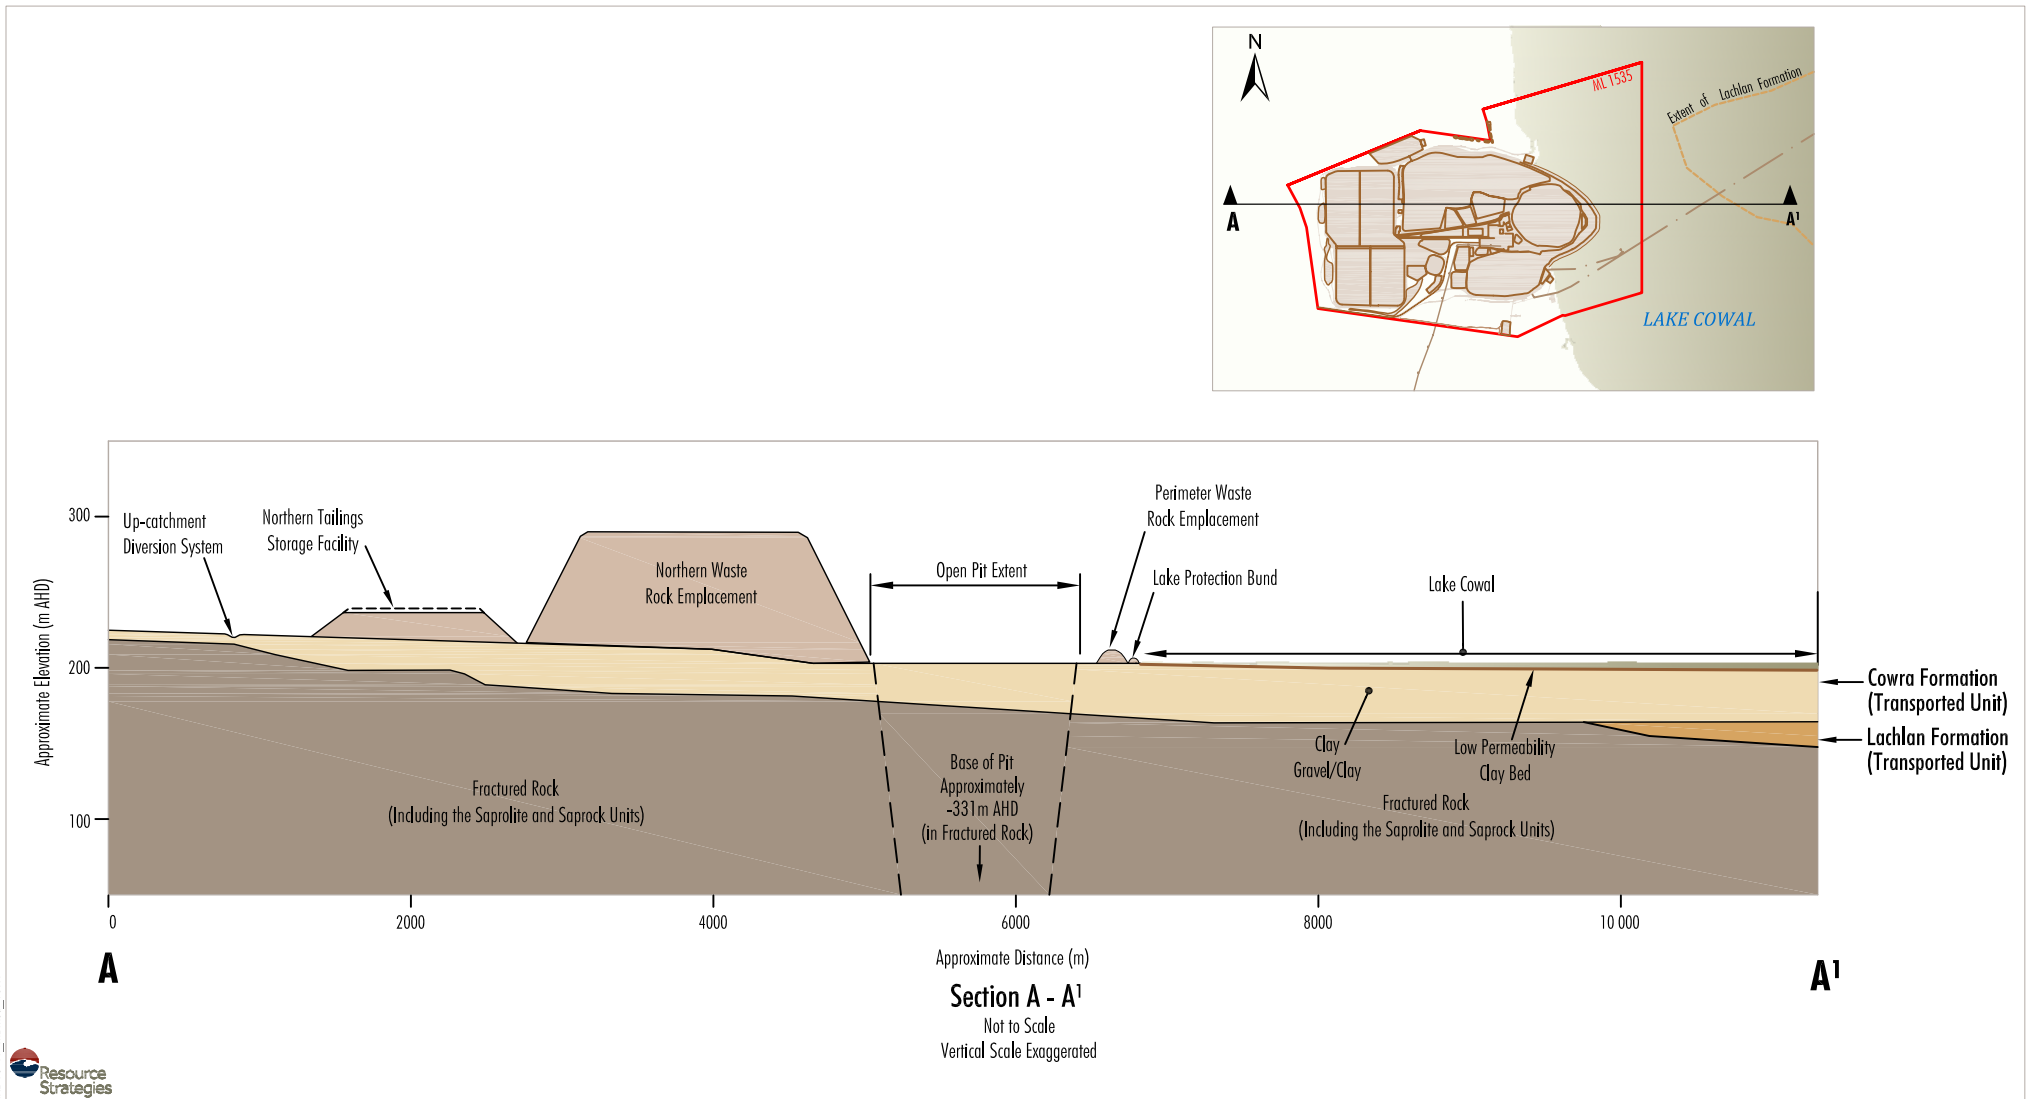 N
ML 1535
Extent of Lachlan Formation
A
A¹
LAKE COWAL
Approximate Elevation (m AHD)
300
200
100
Up-catchment
Diversion System
Northern Tailings
Storage Facility
Northern Waste
Rock Emplacement
Open Pit Extent
Perimeter Waste
Rock Emplacement
Lake Protection Bund
Lake Cowal
Cowra Formation
(Transported Unit)
Lachlan Formation
(Transported Unit)
Clay
Gravel/Clay
Low Permeability
Clay Bed
Base of Pit
Approximately
-331m AHD
(in Fractured Rock)
Fractured Rock
(Including the Saprolite and Saprock Units)
Fractured Rock
(Including the Saprolite and Saprock Units)
0
2000
4000
6000
8000
10 000
Approximate Distance (m)
A
A¹
Section A - A¹
Not to Scale
Vertical Scale Exaggerated
Resource
Strategies